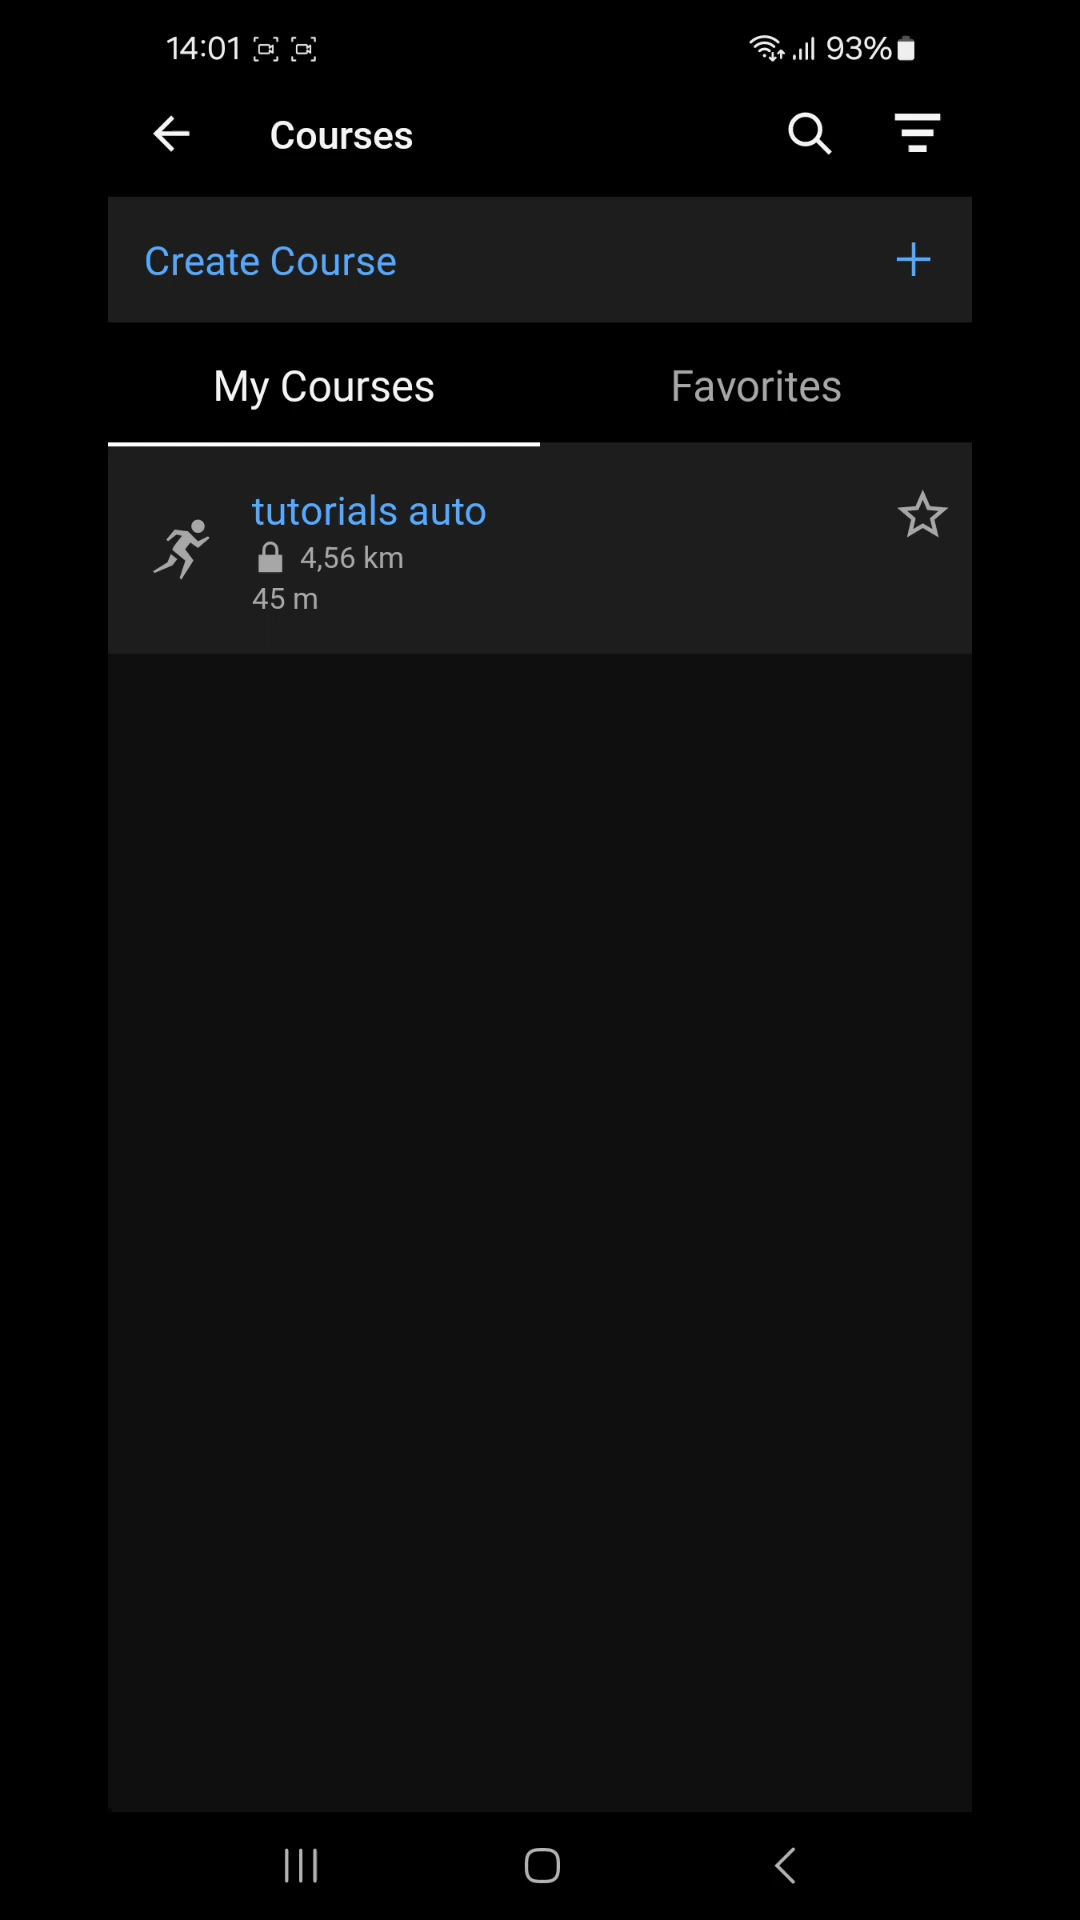 14:01 93%
Courses
Create Course
My Courses Favorites
tutorials auto
4,56 km
45 m